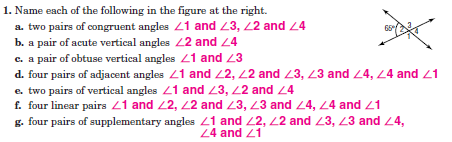 1. Name each of the following in the figure at the right.
a. two pairs of congruent angles ∠1 and ∠3, ∠2 and ∠4
b. a pair of acute vertical angles ∠2 and ∠4
c. a pair of obtuse vertical angles ∠1 and ∠3
d. four pairs of adjacent angles ∠1 and ∠2, ∠2 and ∠3, ∠3 and ∠4, ∠4 and ∠1
e. two pairs of vertical angles ∠1 and ∠3, ∠2 and ∠4
f. four linear pairs ∠1 and ∠2, ∠2 and ∠3, ∠3 and ∠4, ∠4 and ∠1
g. four pairs of supplementary angles ∠1 and ∠2, ∠2 and ∠3, ∠3 and ∠4,
∠4 and ∠1
3
65° 2 4
1